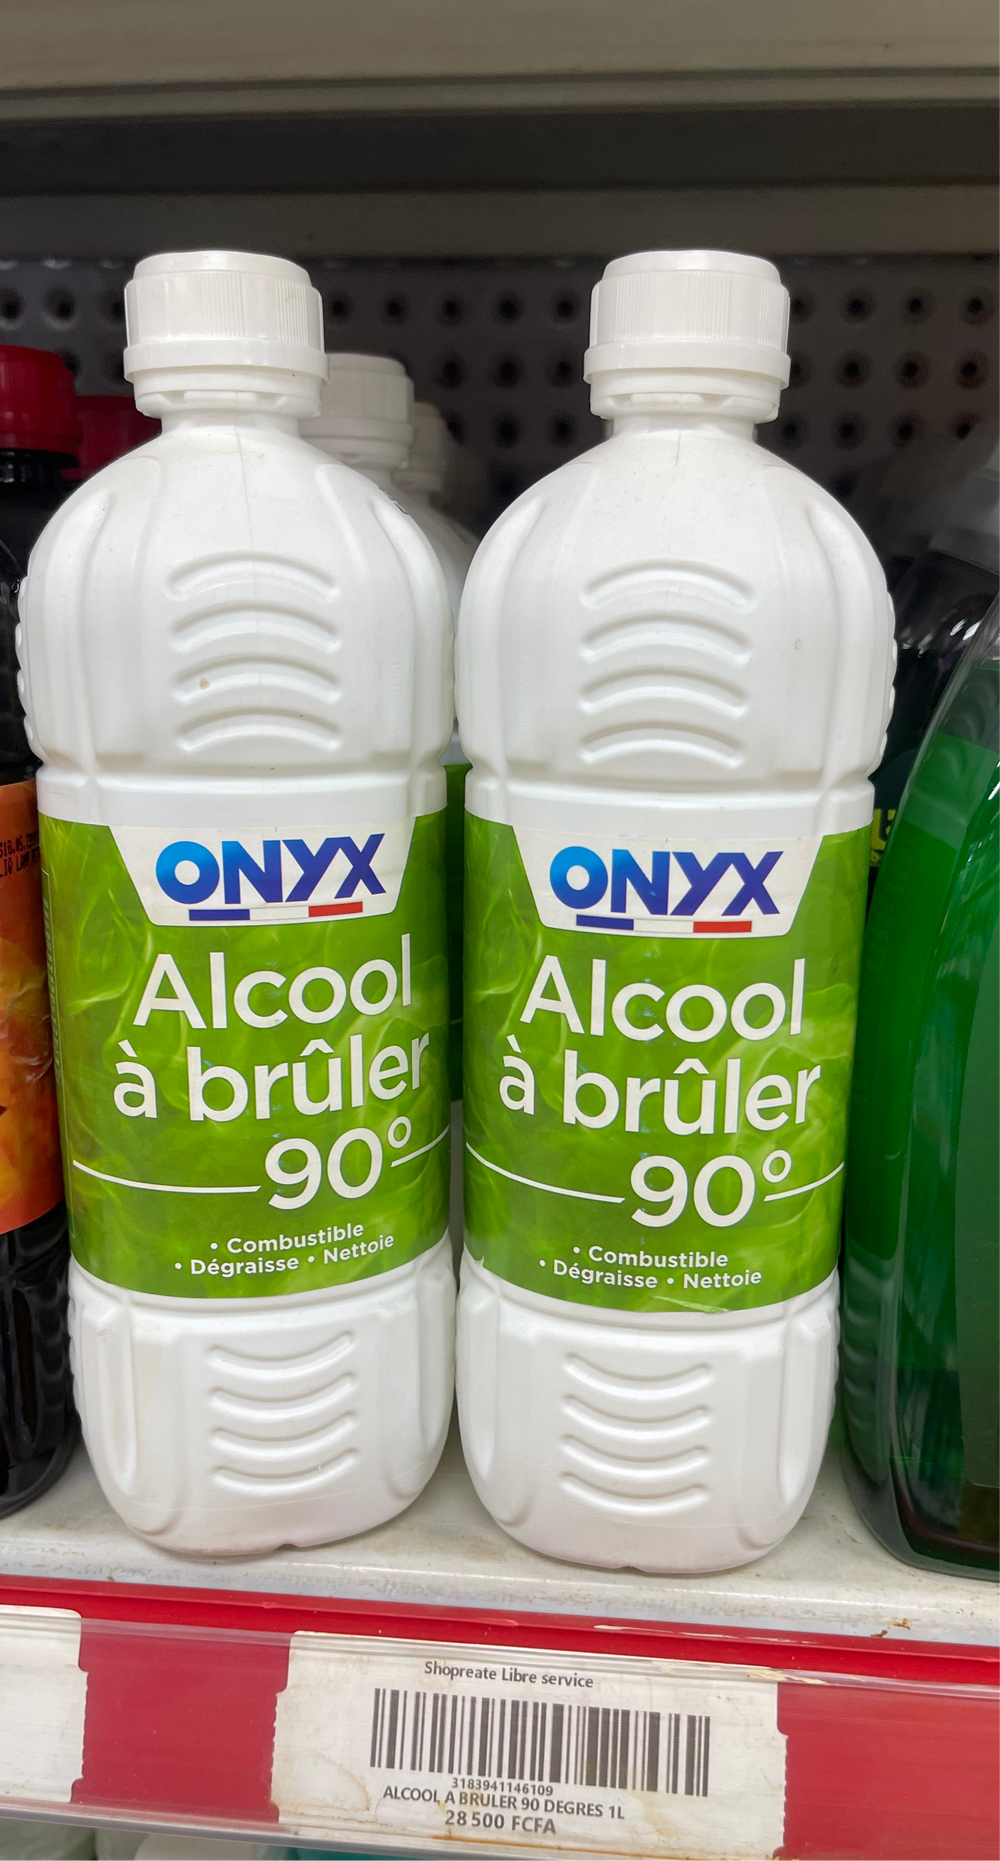 ONYX
Alcool
à brûler
90°
• Combustible
• Dégraisse • Nettoie
ONYX
Alcool
à brûler
90°
• Combustible
• Dégraisse • Nettoie
Shopreate Libre service
3183941146109
ALCOOL A BRULER 90 DEGRES 1L
28 500 FCFA